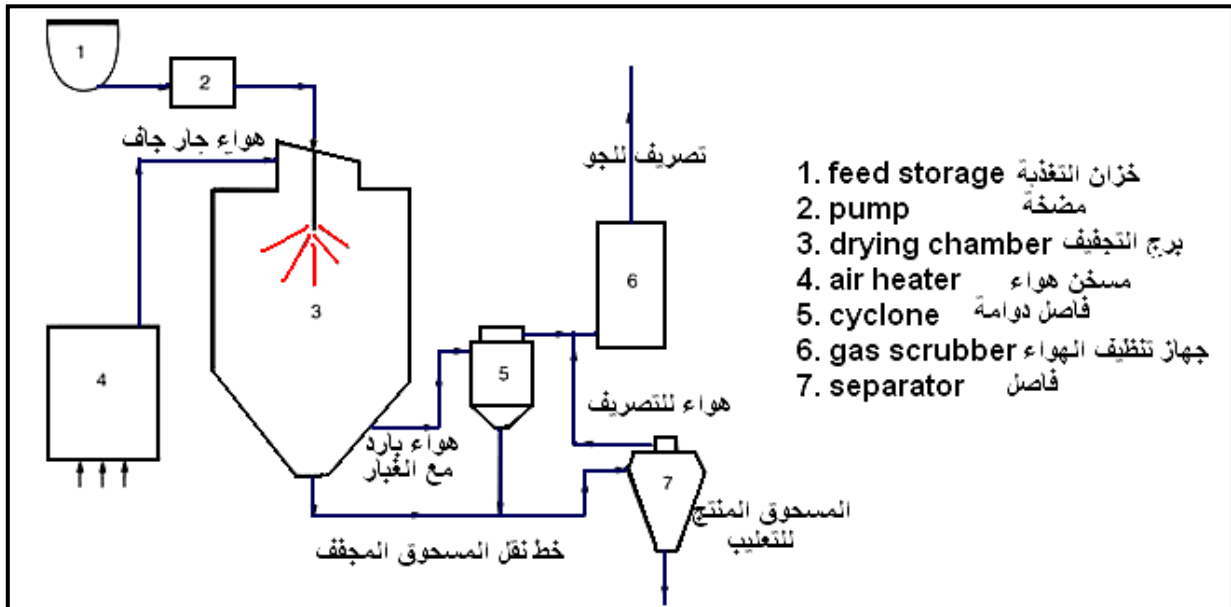 1
2
هواء جار جاف
تصريف للجو
3
4
5
6
هواء بارد
مع الغبار
هواء للتصريف
7
المسحوق المنتج
للتعليب
خط نقل المسحوق المجفف
1. feed storage خزان التغذية
2. pump مضخة
3. drying chamber برج التجفيف
4. air heater مسخن هواء
5. cyclone فاصل دوامة
6. gas scrubber جهاز تنظيف الهواء
7. separator فاصل